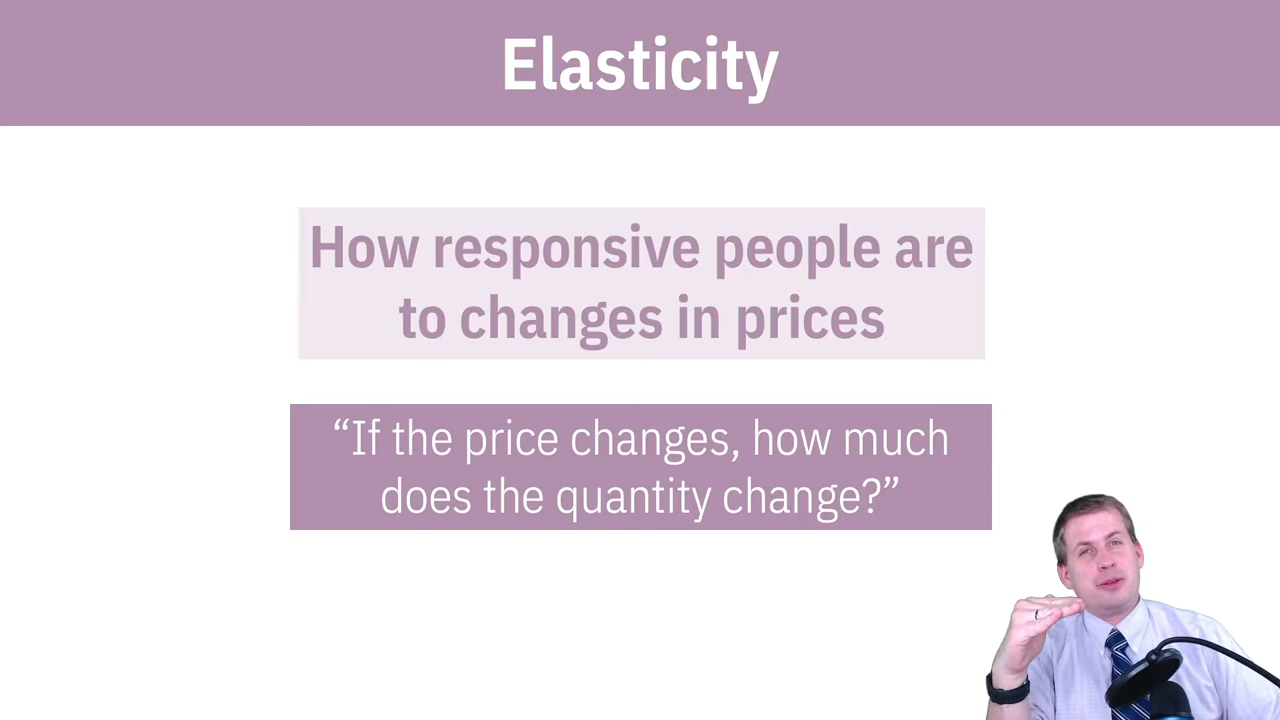 Elasticity
How responsive people are
to changes in prices
“If the price changes, how much
does the quantity change?”